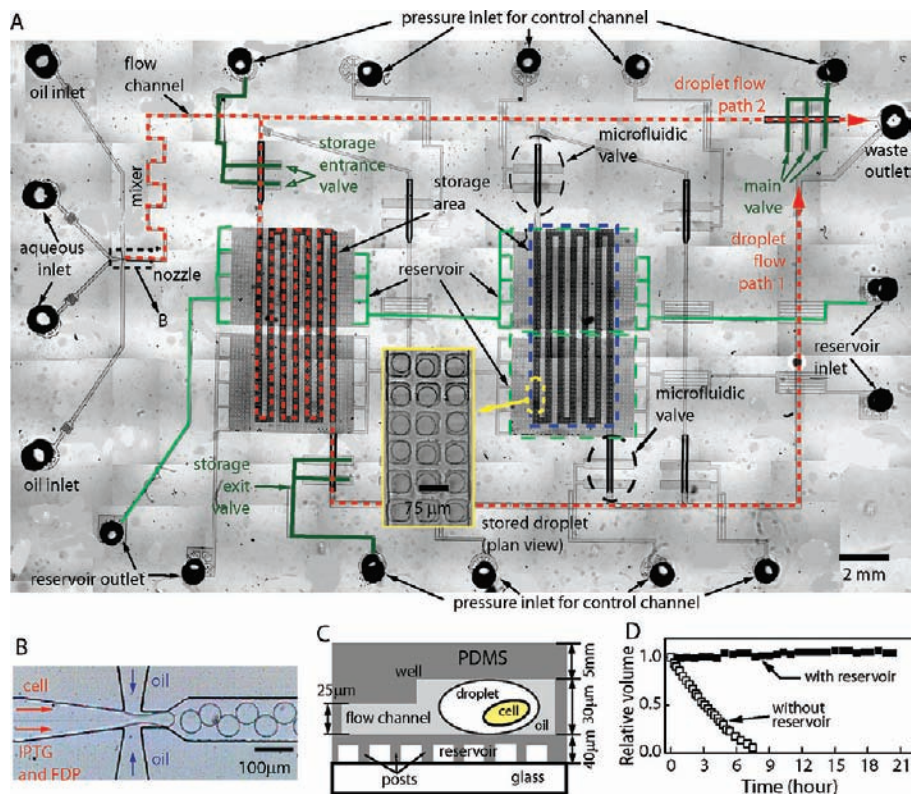 A
pressure inlet for control channel
oil inlet
flow
channel
droplet flow
path 2
microfluidic
valve
storage
entrance
valve
waste
outlet
main
valve
mixer
storage
area
aqueous
inlet
nozzle
reservoir
droplet
flow
path 1
B
reservoir
inlet
microfluidic
valve
oil inlet
storage
exit
valve
75 μm
stored droplet
(plan view)
reservoir outlet
2 mm
pressure inlet for control channel
B
cell
oil
IPTG
and FDP
oil
100μm
C
PDMS
well
5mm
25μm
droplet
cell
flow channel
oil
30μm
reservoir
40μm
posts
glass
D
Relative volume
1.0
0.5
0.0
with reservoir
without
reservoir
0 3 6 9 12 15 18 21
Time (hour)